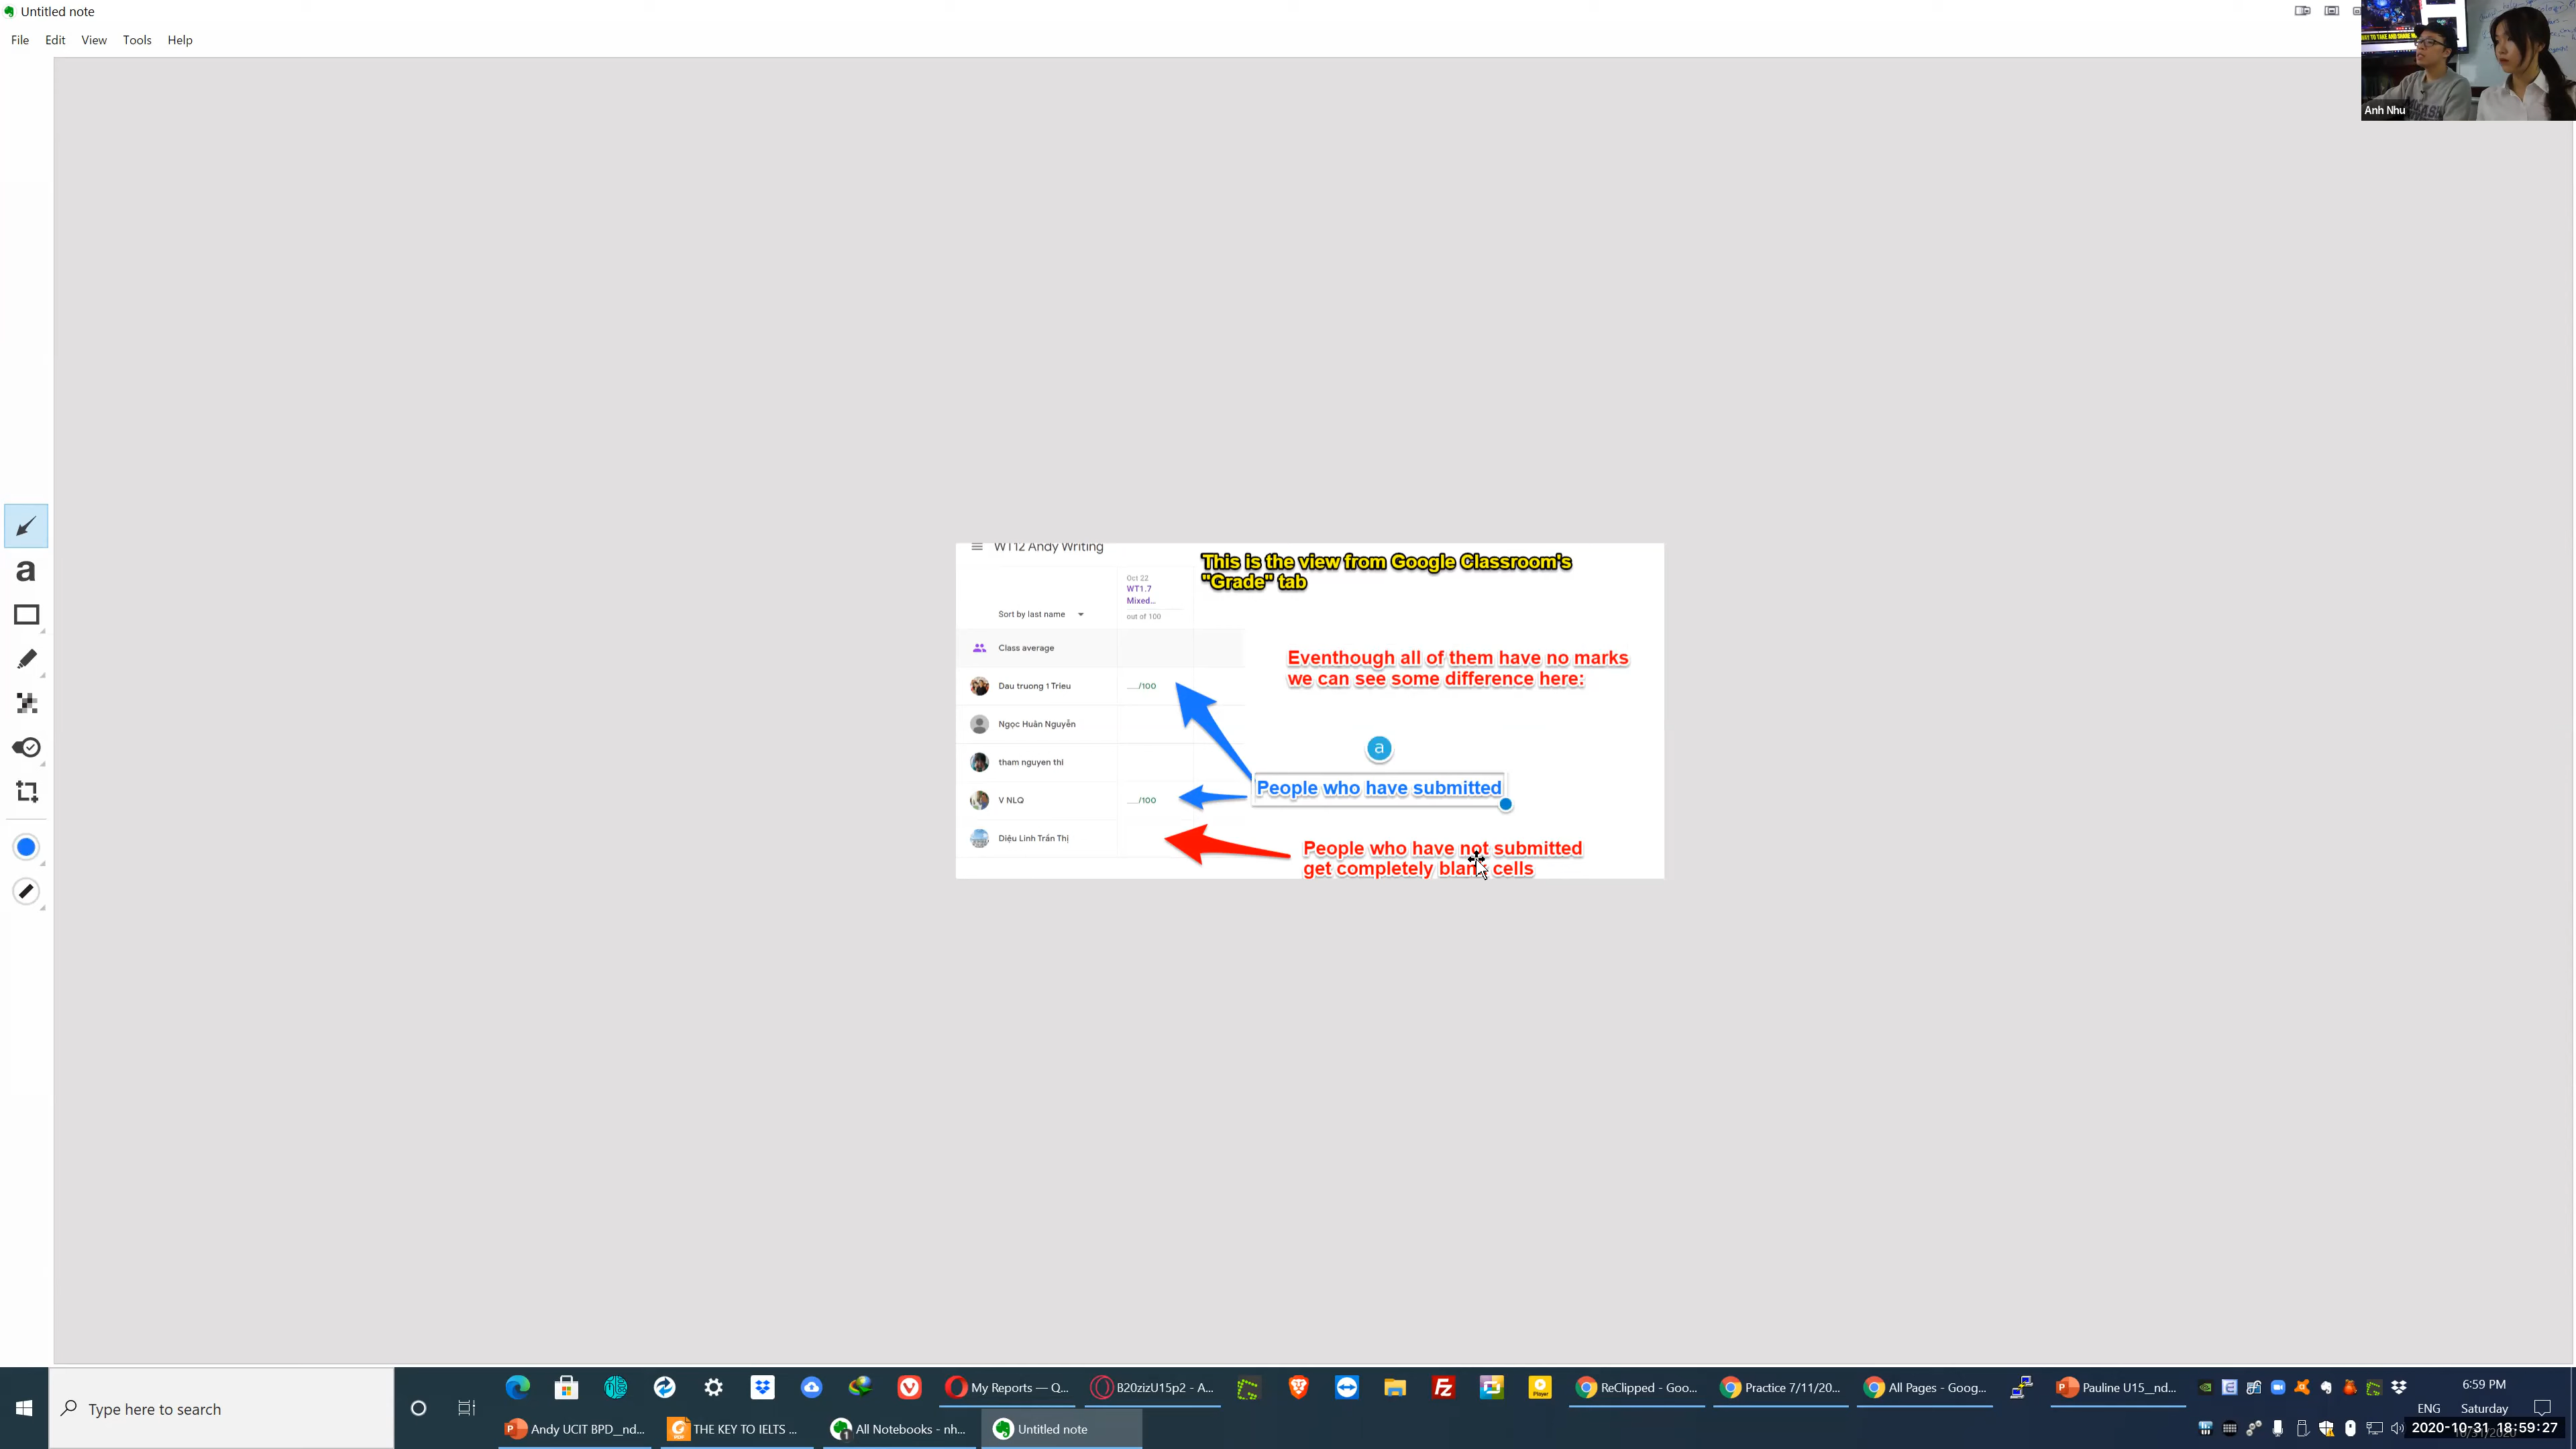 Untitled note
File Edit View Tools Help
Anh Nhu
WT12 Andy Writing
This is the view from Google Classroom's
"Grade" tab
Oct 22
WT1.7
Mixed...
Sort by last name
out of 100
Class average
Eventhough all of them have no marks
we can see some difference here:
Dau truong 1 Trieu
___/100
Ngọc Huân Nguyễn
a
tham nguyen thi
People who have submitted
V NLQ
___/100
Diệu Linh Trần Thị
People who have not submitted
get completely blank cells
a
My Reports — Q...
B20zizU15p2 - A...
ReClipped - Goo...
Practice 7/11/20...
All Pages - Goog...
Pauline U15_nd...
6:59 PM
Type here to search
Andy UCIT BPD_nd...
THE KEY TO IELTS ...
All Notebooks - nh...
Untitled note
ENG
Saturday
2020-10-31 18:59:27